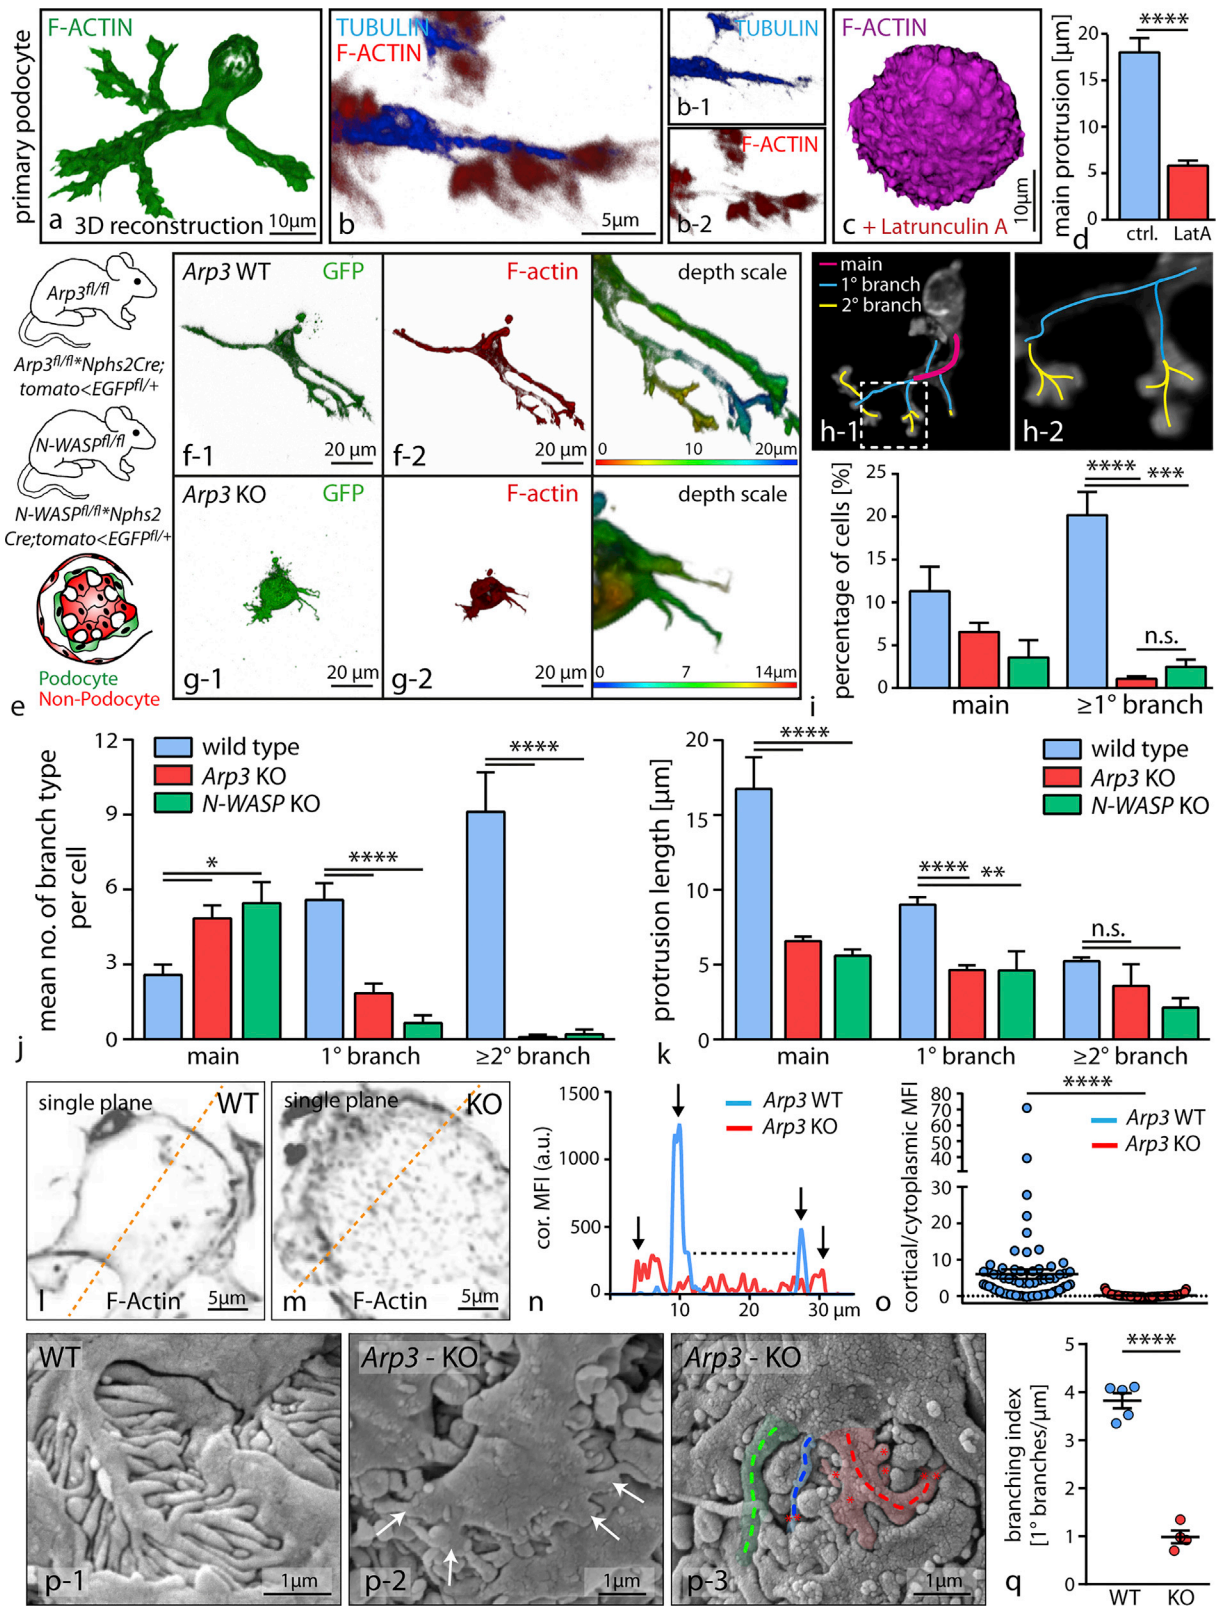 primary podocyte
F-ACTIN
a
3D reconstruction
10µm
TUBULIN
F-ACTIN
b
5µm
TUBULIN
b-1
F-ACTIN
b-2
F-ACTIN
c + Latrunculin A
10µm
****
main protrusion [µm]
20
15
10
5
0
ctrl. LatA
d
Arp3fl/fl
Arp3fl/fl*Nphs2Cre;
tomato<EGFPfl/+
N-WASPfl/fl
N-WASPfl/fl*Nphs2
Cre;tomato<EGFPfl/+
Podocyte
Non-Podocyte
e
Arp3 WT GFP
f-1 20 µm
F-actin
f-2 20 µm
depth scale
0 10 20µm
Arp3 KO GFP
g-1 20 µm
F-actin
g-2 20 µm
depth scale
0 7 14µm
main
1° branch
2° branch
h-1
h-2
percentage of cells [%]
25
20
15
10
5
0
**** ***
n.s.
main ≥1° branch
i
mean no. of branch type
per cell
12
9
6
3
0
wild type
Arp3 KO
N-WASP KO
*
****
****
main 1° branch ≥2° branch
j
protrusion length [µm]
20
15
10
5
0
****
**** **
n.s.
wild type
Arp3 KO
N-WASP KO
main 1° branch ≥2° branch
k
single plane WT
l F-Actin 5µm
single plane KO
m F-Actin 5µm
cor. MFI (a.u.)
1500
1000
500
0
Arp3 WT
Arp3 KO
10 20 30 µm
n
cortical/cytoplasmic MFI
80
70
60
50
40
30
20
10
0
****
Arp3 WT
Arp3 KO
o
WT
p-1 1µm
Arp3 - KO
p-2 1µm
Arp3 - KO
* * * * * *
p-3 1µm
branching index
[1° branches/µm]
5
4
3
2
1
0
****
WT KO
q